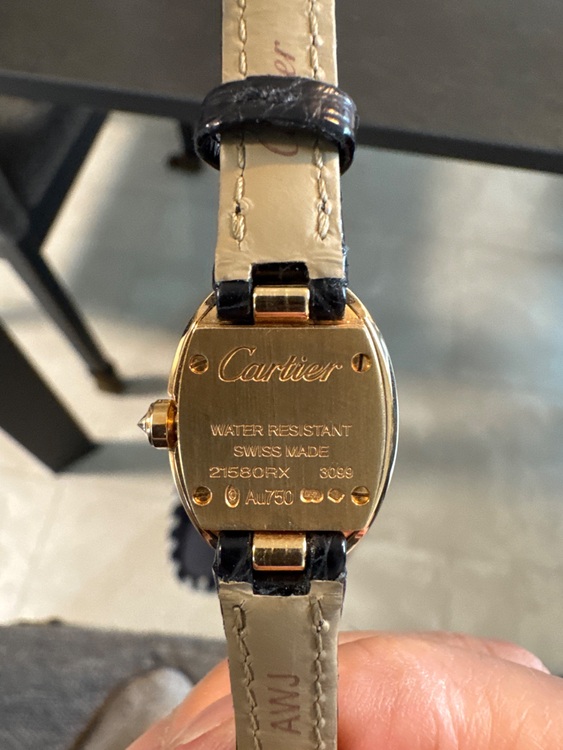 Cartier
WATER RESISTANT
SWISS MADE
21580RX 3099
Au750
AWJ